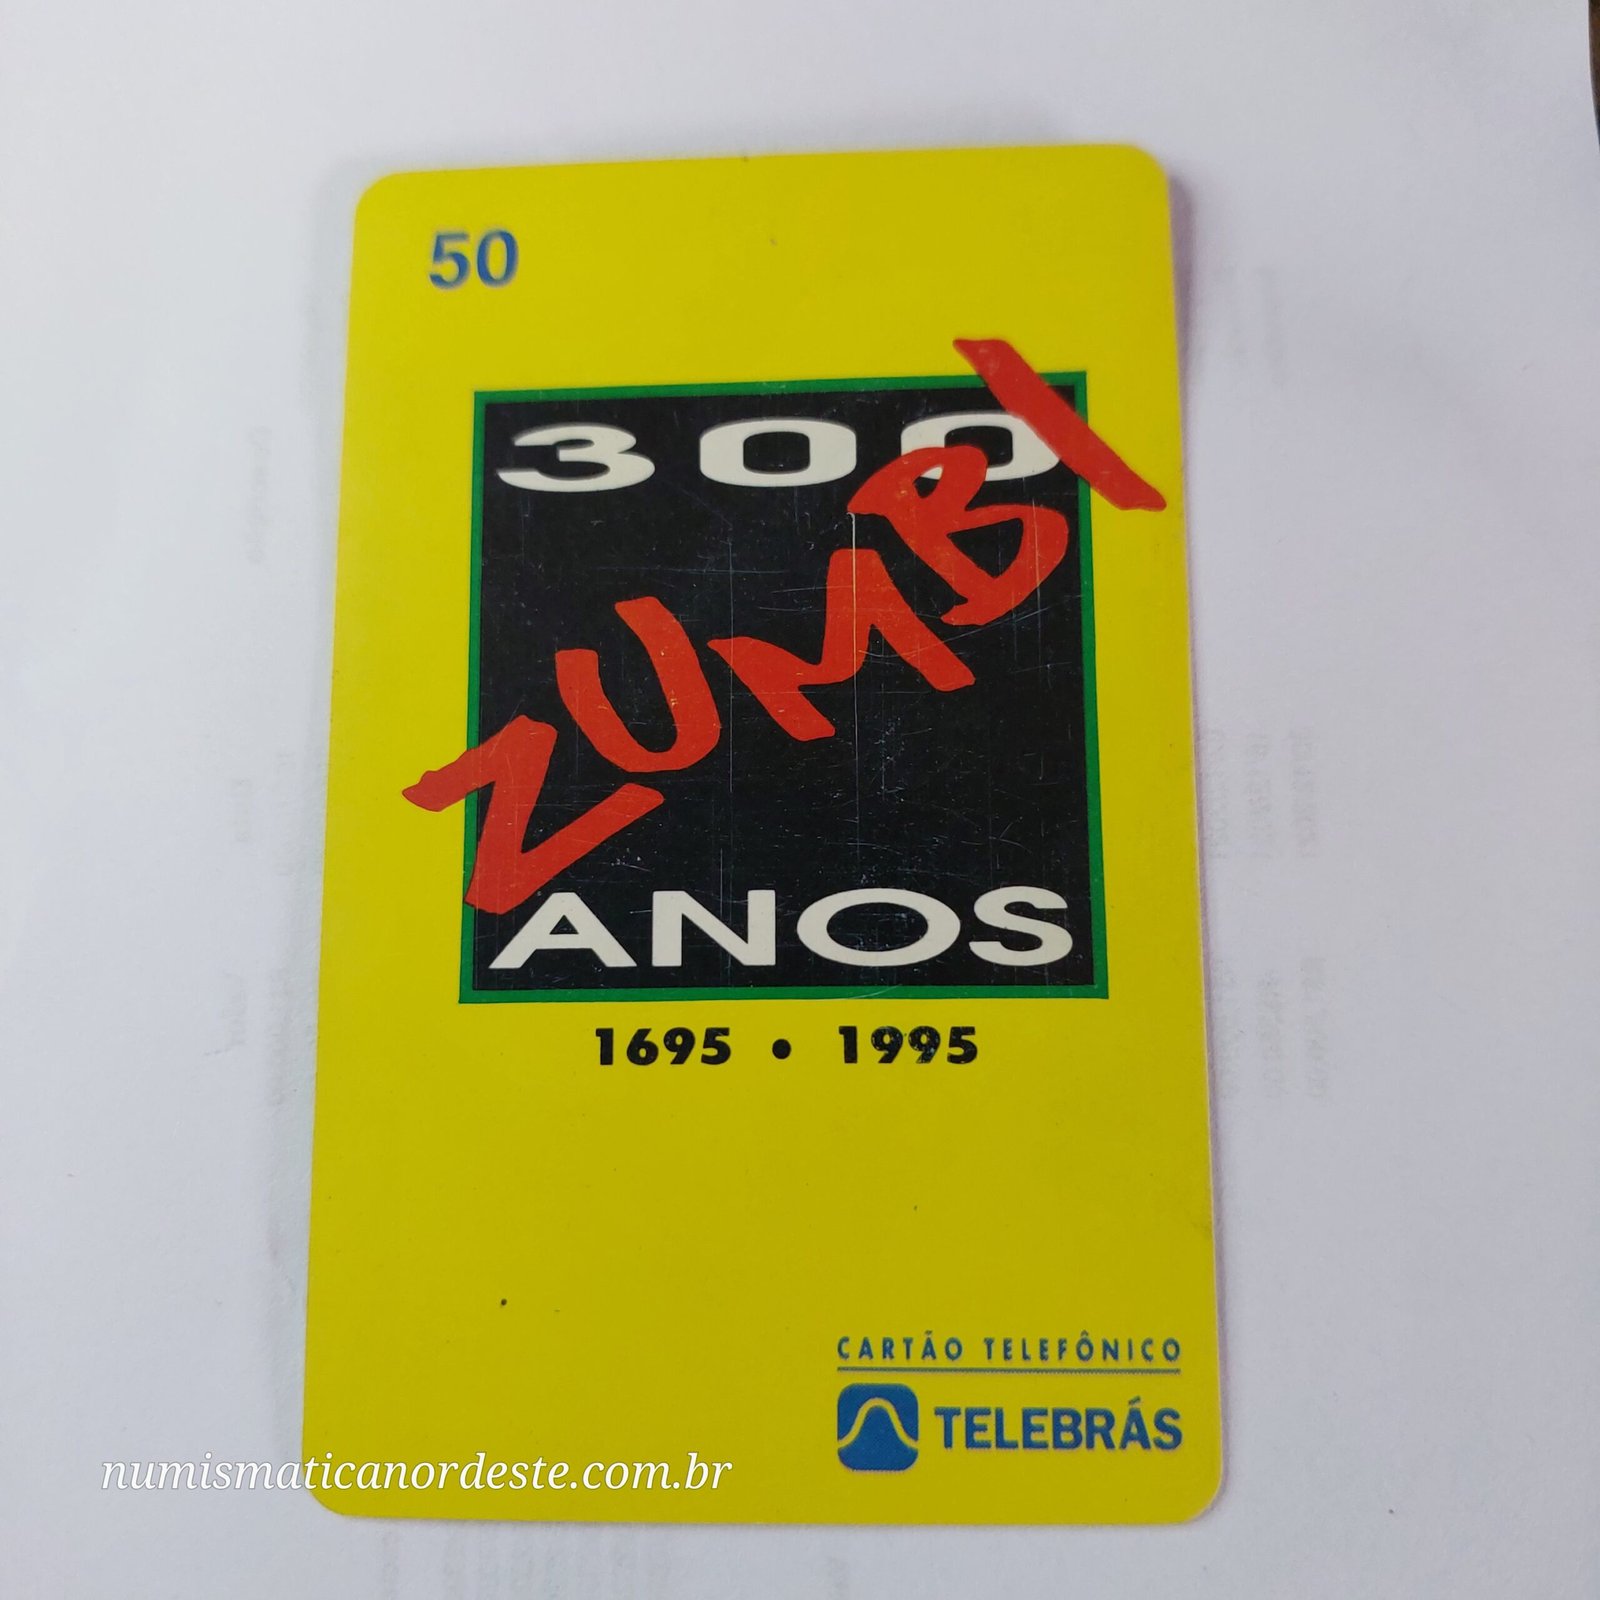 50
300
ZUMBI
ANOS
1695 • 1995
CARTÃO TELEFÔNICO
TELEBRÁS
numismaticanordeste.com.br